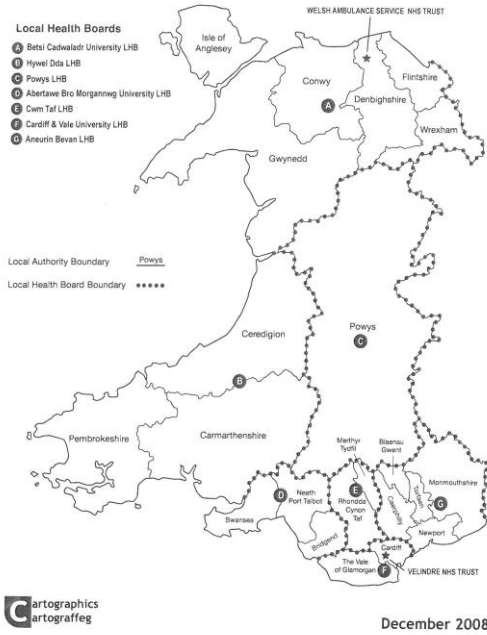 WELSH AMBULANCE SERVICE NHS TRUST
Local Health Boards
A Betsi Cadwaladr University LHB
B Hywel Dda LHB
C Powys LHB
D Abertawe Bro Morgannwg University LHB
E Cwm Taf LHB
F Cardiff & Vale University LHB
G Aneurin Bevan LHB
Isle of
Anglesey
Conwy
Flintshire
A
Denbighshire
Wrexham
Gwynedd
Local Authority Boundary Powys
Local Health Board Boundary
Ceredigion
Powys
C
B
Pembrokeshire
Carmarthenshire
Merthyr
Tydfil
Blaenau
Gwent
Monmouthshire
D
Neath
Port Talbot
E
Rhondda
Cynon
Taf
Caerphilly
Torfaen
G
Swansea
Bridgend
Newport
Cardiff
The Vale
of Glamorgan
F
VELINDRE NHS TRUST
Cartographics
artograffeg
December 2008